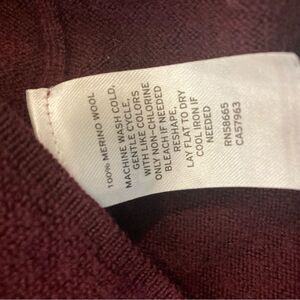 100% MERINO WOOL
MACHINE WASH COLD,
GENTLE CYCLE,
WITH LIKE COLORS
ONLY NON-CHLORINE
BLEACH IF NEEDED
RESHAPE,
LAY FLAT TO DRY
COOL IRON IF
NEEDED
RN58665
CA57963